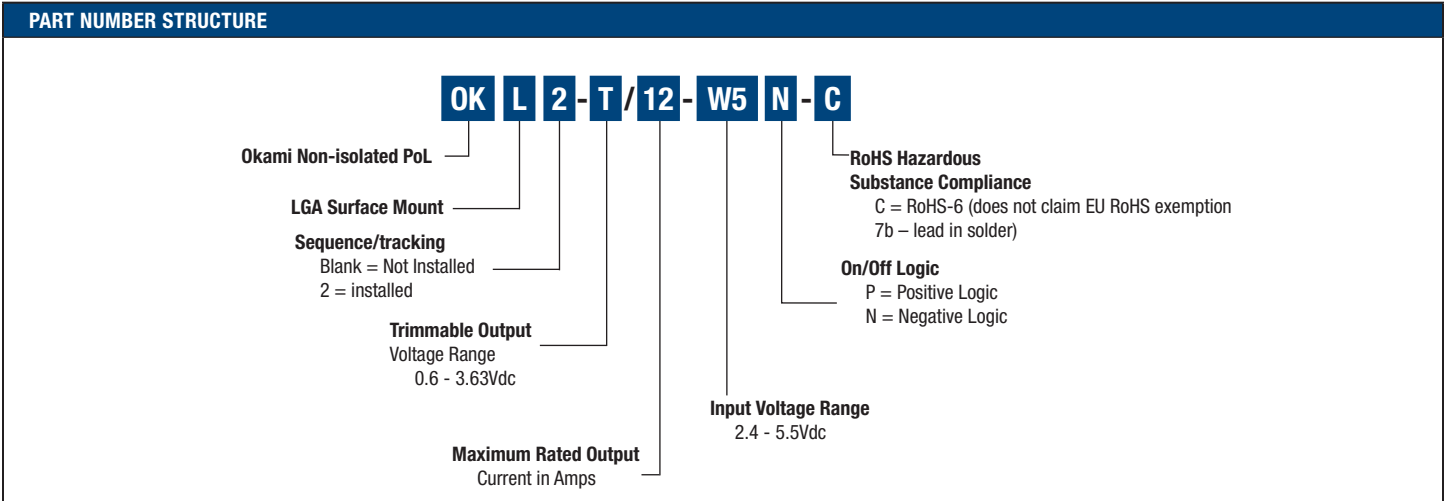 PART NUMBER STRUCTURE
OK L 2 - T / 12 - W5 N - C
Okami Non-isolated PoL
LGA Surface Mount
Sequence/tracking
Blank = Not Installed
2 = installed
Trimmable Output
Voltage Range
0.6 - 3.63Vdc
Maximum Rated Output
Current in Amps
Input Voltage Range
2.4 - 5.5Vdc
On/Off Logic
P = Positive Logic
N = Negative Logic
RoHS Hazardous
Substance Compliance
C = RoHS-6 (does not claim EU RoHS exemption
7b – lead in solder)